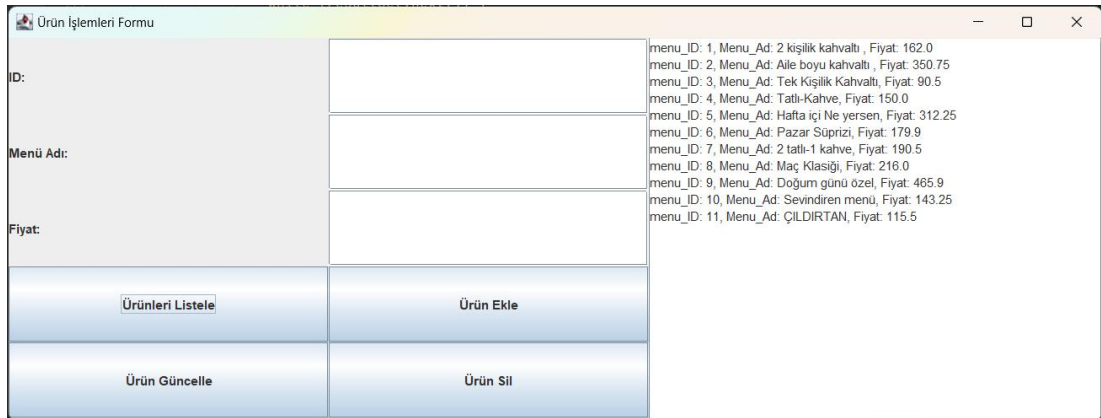 Ürün İşlemleri Formu
ID:
Menü Adı:
Fiyat:
Ürünleri Listele
Ürün Ekle
Ürün Güncelle
Ürün Sil
menu_ID: 1, Menu_Ad: 2 kişilik kahvaltı , Fiyat: 162.0
menu_ID: 2, Menu_Ad: Aile boyu kahvaltı , Fiyat: 350.75
menu_ID: 3, Menu_Ad: Tek Kişilik Kahvaltı, Fiyat: 90.5
menu_ID: 4, Menu_Ad: Tatlı-Kahve, Fiyat: 150.0
menu_ID: 5, Menu_Ad: Hafta içi Ne yersen, Fiyat: 312.25
menu_ID: 6, Menu_Ad: Pazar Süprizi, Fiyat: 179.9
menu_ID: 7, Menu_Ad: 2 tatlı-1 kahve, Fiyat: 190.5
menu_ID: 8, Menu_Ad: Maç Klasiği, Fiyat: 216.0
menu_ID: 9, Menu_Ad: Doğum günü özel, Fiyat: 465.9
menu_ID: 10, Menu_Ad: Sevindiren menü, Fiyat: 143.25
menu_ID: 11, Menu_Ad: ÇILDIRTAN, Fiyat: 115.5